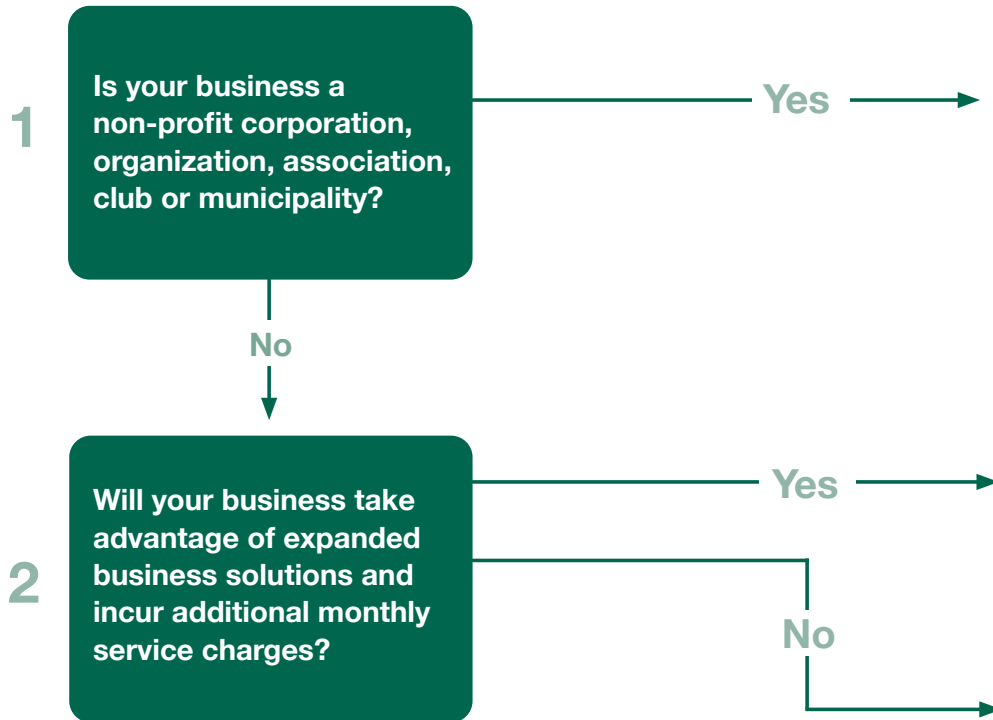 1
Is your business a
non-profit corporation,
organization, association,
club or municipality?
Yes
No
2
Will your business take
advantage of expanded
business solutions and
incur additional monthly
service charges?
Yes
No